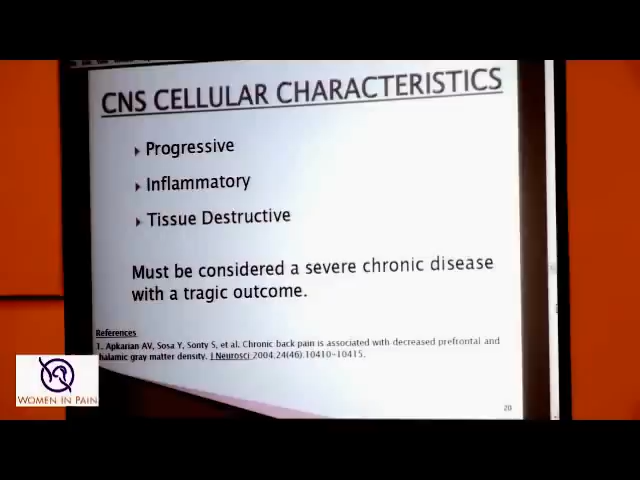 CNS CELLULAR CHARACTERISTICS
Progressive
Inflammatory
Tissue Destructive
Must be considered a severe chronic disease
with a tragic outcome.
References
1. Apkarian AV, Sosa Y, Sonty S, et al. Chronic back pain is associated with decreased prefrontal and
halamic gray matter density. J Neurosci 2004,24(46).10410-10415.
WOMEN IN PAIN
20